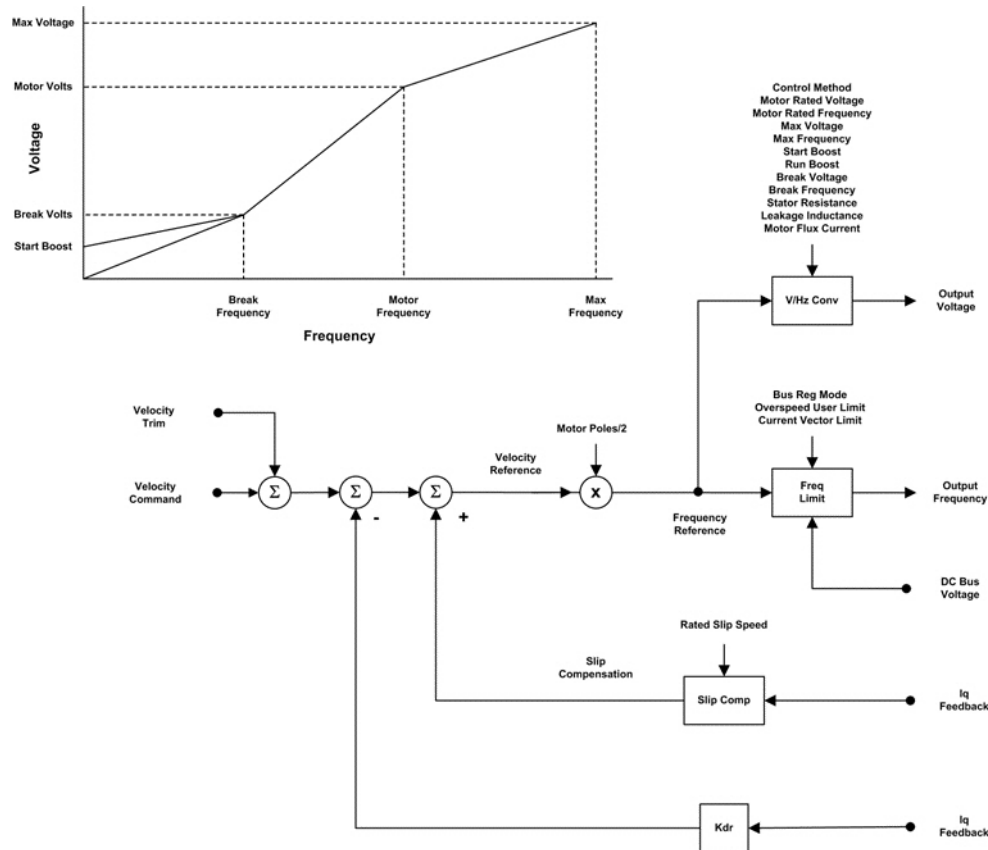 Max Voltage
Motor Volts
Voltage
Break Volts
Start Boost
Break
Frequency
Motor
Frequency
Max
Frequency
Frequency
Control Method
Motor Rated Voltage
Motor Rated Frequency
Max Voltage
Max Frequency
Start Boost
Run Boost
Break Voltage
Break Frequency
Stator Resistance
Leakage Inductance
Motor Flux Current
V/Hz Conv
Output
Voltage
Velocity
Trim
Velocity
Command
Σ
Σ
-
Σ
+
Velocity
Reference
Motor Poles/2
X
Frequency
Reference
Bus Reg Mode
Overspeed User Limit
Current Vector Limit
Freq
Limit
Output
Frequency
DC Bus
Voltage
Rated Slip Speed
Slip
Compensation
Slip Comp
Iq
Feedback
Kdr
Iq
Feedback